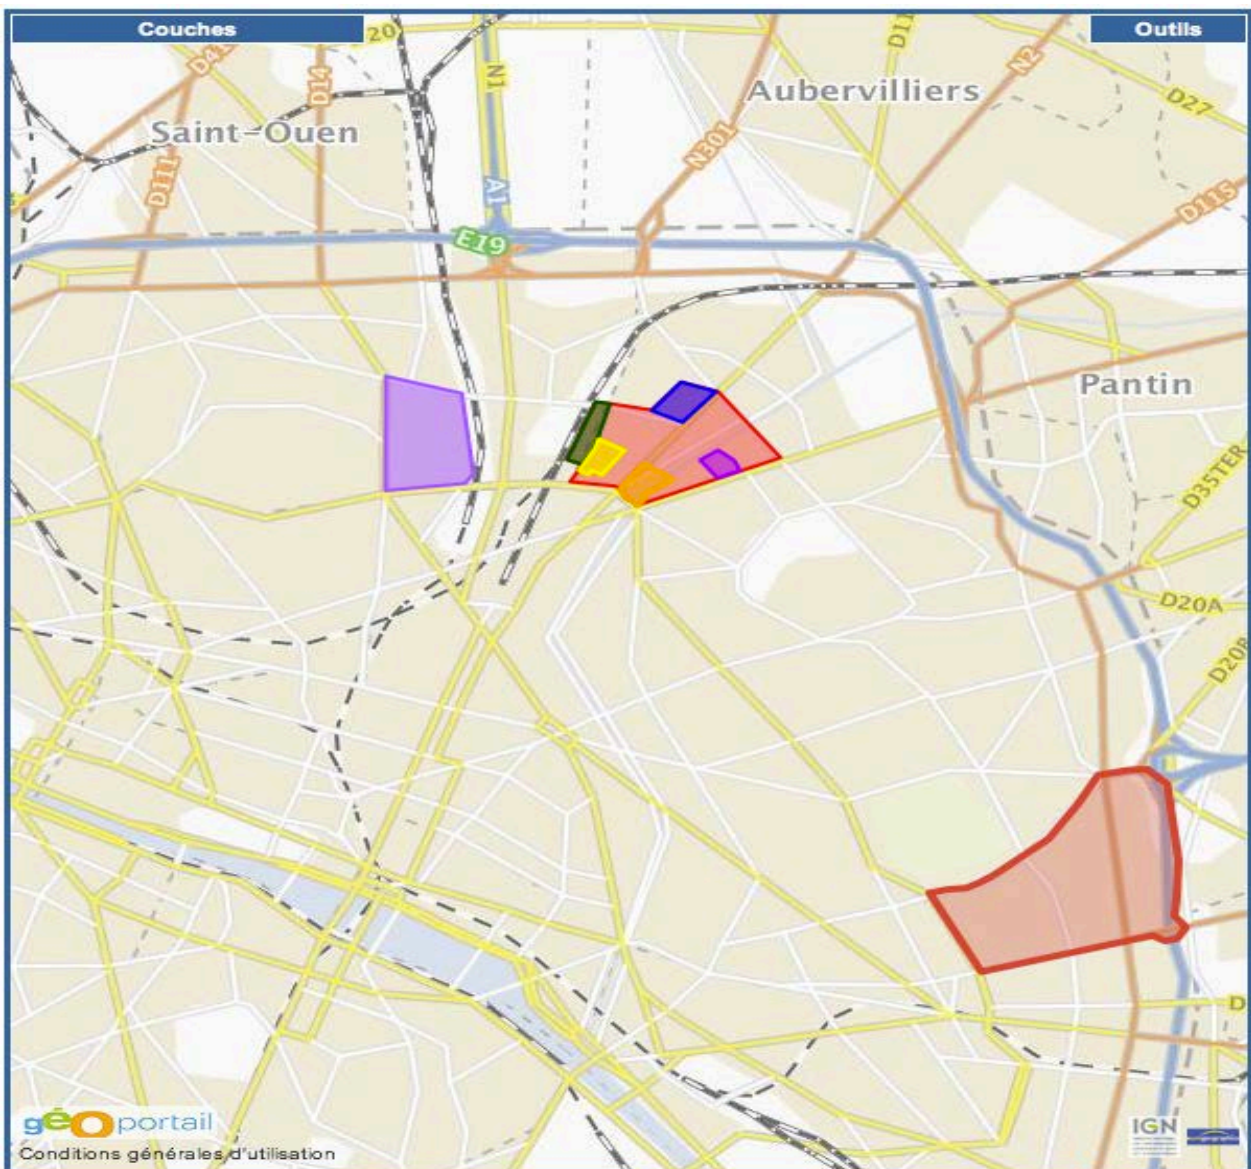 Couches
Outils
20
D41
D14
N1
D11
N2
Aubervilliers
D27
Saint-Ouen
N301
D111
A1
D115
E19
Pantin
D35TER
D20A
D20B
D
géoportail
IGN
Conditions générales d'utilisation